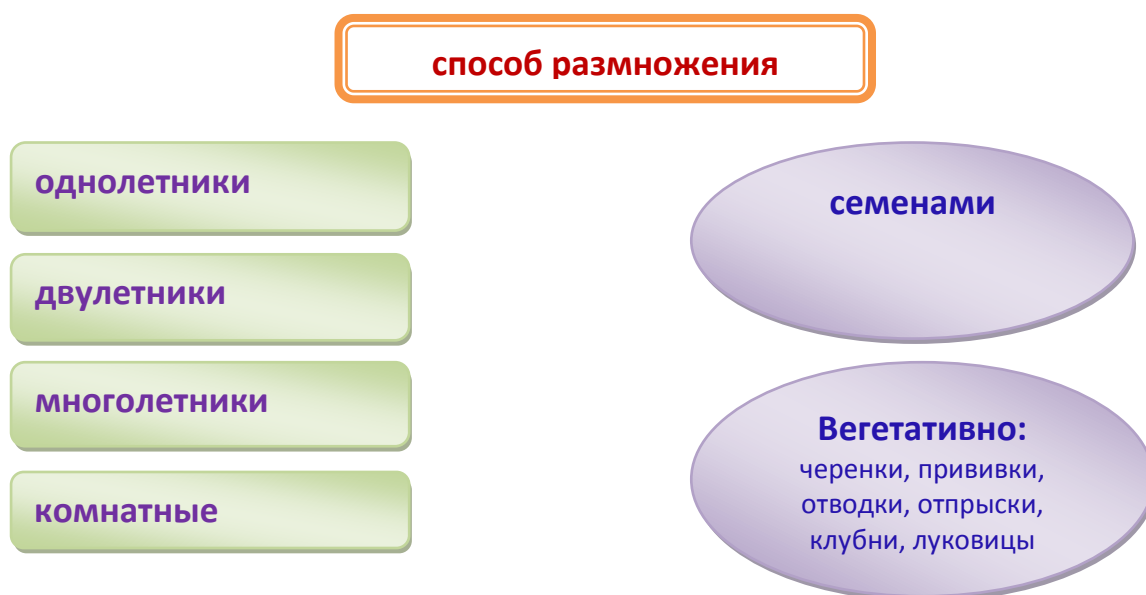 способ размножения
однолетники
двулетники
многолетники
комнатные
семенами
Вегетативно:
черенки, прививки,
отводки, отпрыски,
клубни, луковицы